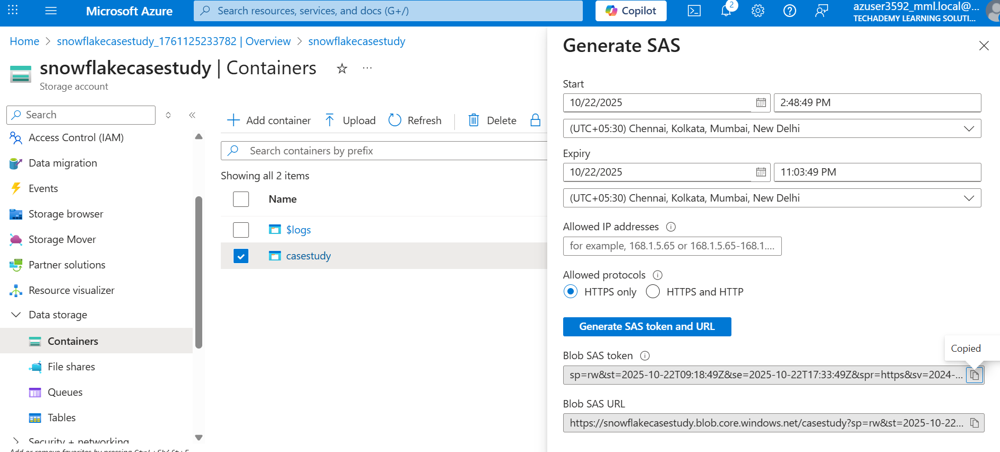 Microsoft Azure
Search resources, services, and docs (G+/)
Copilot
2
azuser3592_mml.local@...
TECHADEMY LEARNING SOLUTI...
Home > snowflakecasestudy_1761125233782 | Overview > snowflakecasestudy
snowflakecasestudy | Containers
Storage account
Search
Access Control (IAM)
Data migration
Events
Storage browser
Storage Mover
Partner solutions
Resource visualizer
Data storage
Containers
File shares
Queues
Tables
Security + networking
Add or remove favorites by pressing Ctrl+Shift+F
Add container
Upload
Refresh
Delete
Search containers by prefix
Showing all 2 items
Name
$logs
casestudy
Generate SAS
Start
10/22/2025
2:48:49 PM
(UTC+05:30) Chennai, Kolkata, Mumbai, New Delhi
Expiry
10/22/2025
11:03:49 PM
(UTC+05:30) Chennai, Kolkata, Mumbai, New Delhi
Allowed IP addresses
for example, 168.1.5.65 or 168.1.5.65-168.1....
Allowed protocols
HTTPS only
HTTPS and HTTP
Generate SAS token and URL
Copied
Blob SAS token
sp=rw&st=2025-10-22T09:18:49Z&se=2025-10-22T17:33:49Z&spr=https&sv=2024-...
Blob SAS URL
https://snowflakecasestudy.blob.core.windows.net/casestudy?sp=rw&st=2025-10-22...